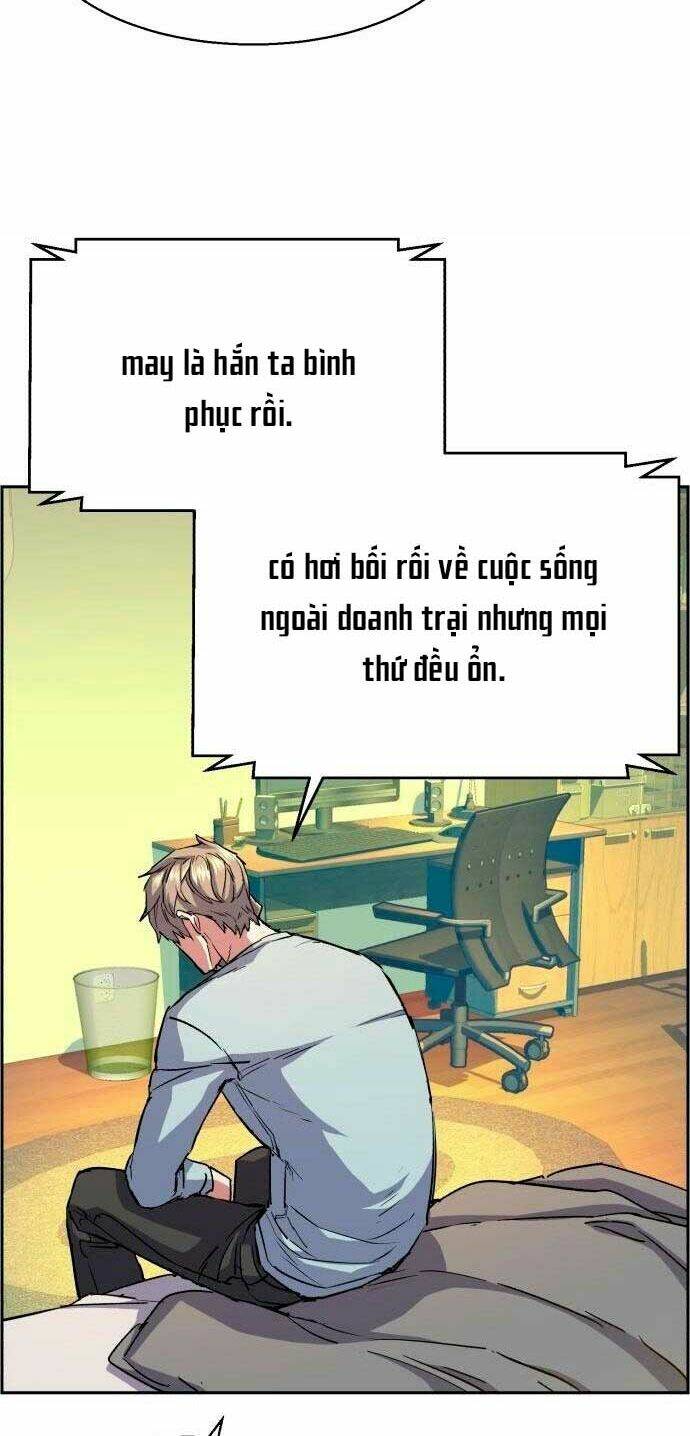 may là hắn ta bình
phục rồi.
có hơi bối rối về cuộc sống
ngoài doanh trại nhưng mọi
thứ đều ổn.